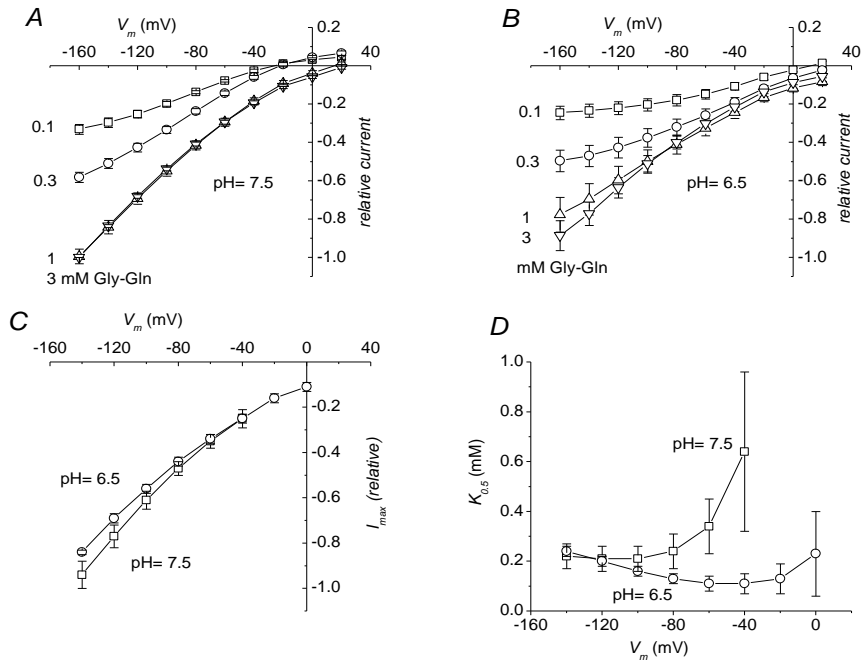 A
V_m (mV)
-160 -120 -80 -40 0 40
0.2
-0.2
-0.4
-0.6
-0.8
-1.0
relative current
0.1
0.3
1
3 mM Gly-Gln
pH= 7.5
B
V_m (mV)
-160 -120 -80 -40 0 40
0.2
-0.2
-0.4
-0.6
-0.8
-1.0
relative current
0.1
0.3
1
3
mM Gly-Gln
pH= 6.5
C
V_m (mV)
-160 -120 -80 -40 0 40
-0.2
-0.4
-0.6
-0.8
-1.0
I_max (relative)
pH= 6.5
pH= 7.5
D
1.0
0.8
0.6
0.4
0.2
0.0
K_0.5 (mM)
pH= 7.5
pH= 6.5
-160 -120 -80 -40 0
V_m (mV)